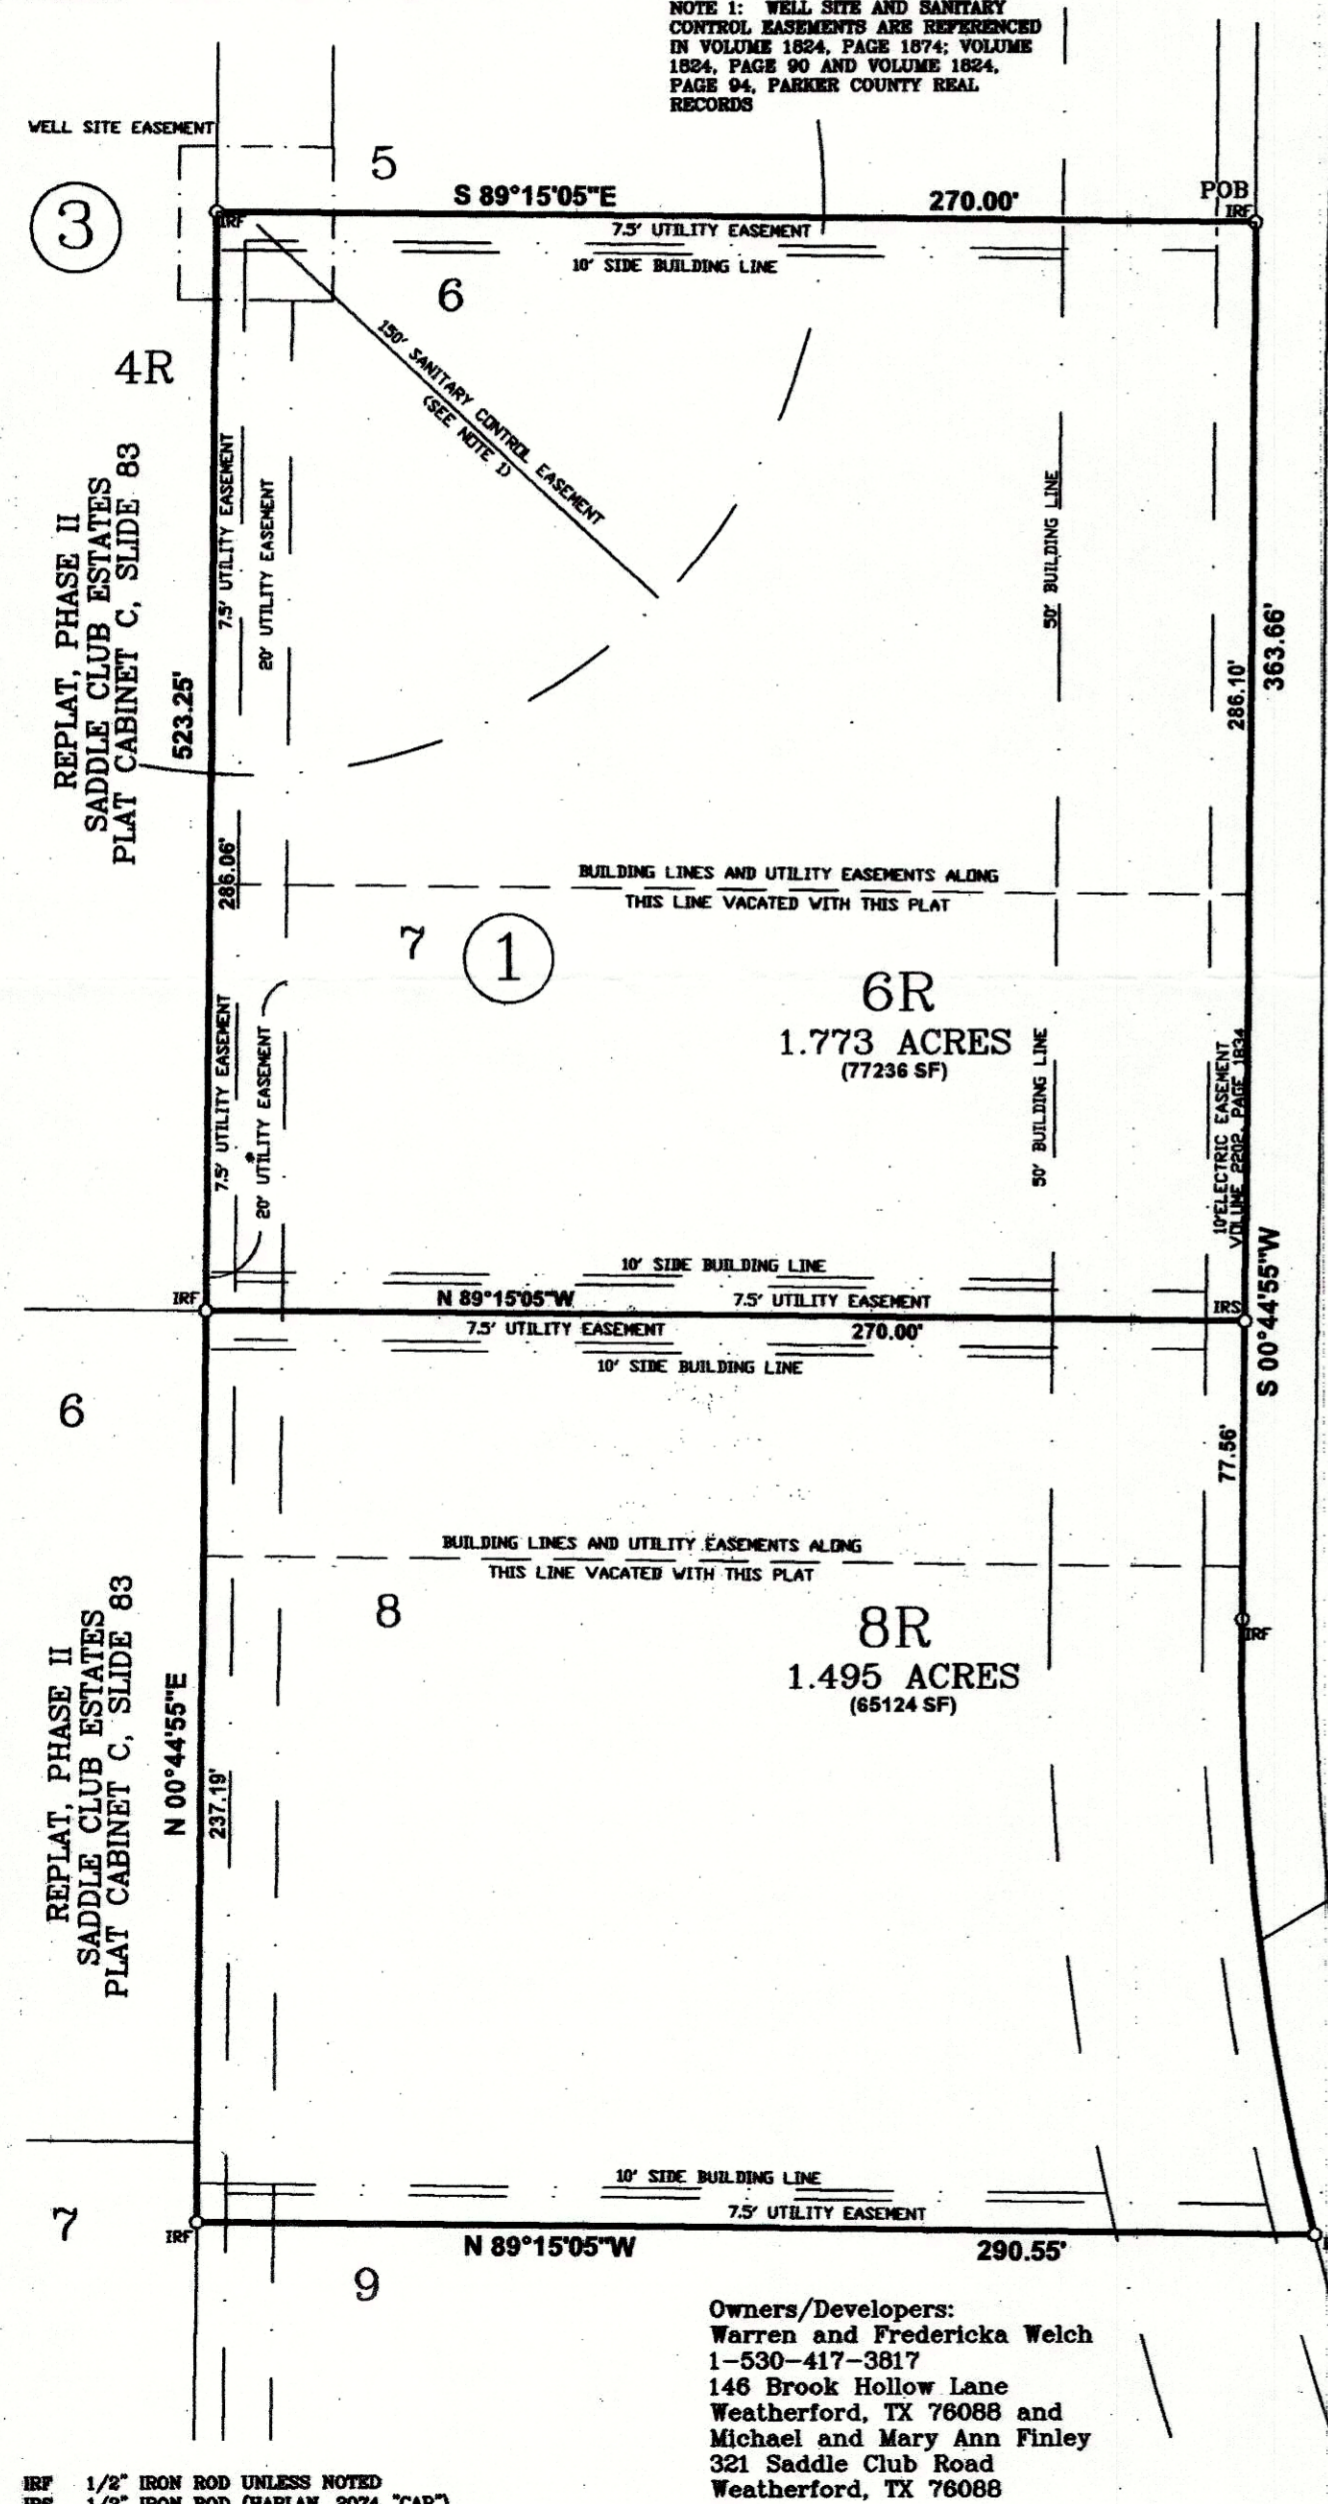 NOTE 1: WELL SITE AND SANITARY
CONTROL EASEMENTS ARE REFERENCED
IN VOLUME 1824, PAGE 1874; VOLUME
1824, PAGE 90 AND VOLUME 1824,
PAGE 94, PARKER COUNTY REAL
RECORDS
WELL SITE EASEMENT
5
3
S 89°15'05"E
270.00'
POB
IRF
IRF
7.5' UTILITY EASEMENT
10' SIDE BUILDING LINE
6
4R
150' SANITARY CONTROL EASEMENT
(SEE NOTE 1)
REPLAT, PHASE II
SADDLE CLUB ESTATES
PLAT CABINET C, SLIDE 83
523.25'
7.5' UTILITY EASEMENT
20' UTILITY EASEMENT
50' BUILDING LINE
286.10'
363.66'
286.06'
BUILDING LINES AND UTILITY EASEMENTS ALONG
THIS LINE VACATED WITH THIS PLAT
7
1
6R
1.773 ACRES
(77236 SF)
7.5' UTILITY EASEMENT
20' UTILITY EASEMENT
50' BUILDING LINE
10'ELECTRIC EASEMENT
VOLUME 2202, PAGE 1834
10' SIDE BUILDING LINE
IRF
N 89°15'05"W
7.5' UTILITY EASEMENT
IRS
S 00°44'55"W
7.5' UTILITY EASEMENT
270.00'
10' SIDE BUILDING LINE
6
77.56'
BUILDING LINES AND UTILITY EASEMENTS ALONG
THIS LINE VACATED WITH THIS PLAT
8
8R
1.495 ACRES
(65124 SF)
IRF
REPLAT, PHASE II
SADDLE CLUB ESTATES
PLAT CABINET C, SLIDE 83
N 00°44'55"E
237.19'
10' SIDE BUILDING LINE
7.5' UTILITY EASEMENT
7
IRF
N 89°15'05"W
290.55'
9
Owners/Developers:
Warren and Fredericka Welch
1-530-417-3817
146 Brook Hollow Lane
Weatherford, TX 76088 and
Michael and Mary Ann Finley
321 Saddle Club Road
Weatherford, TX 76088
IRF 1/2" IRON ROD UNLESS NOTED
IRS 1/2" IRON ROD (HARLAN, 2074, "CAP")